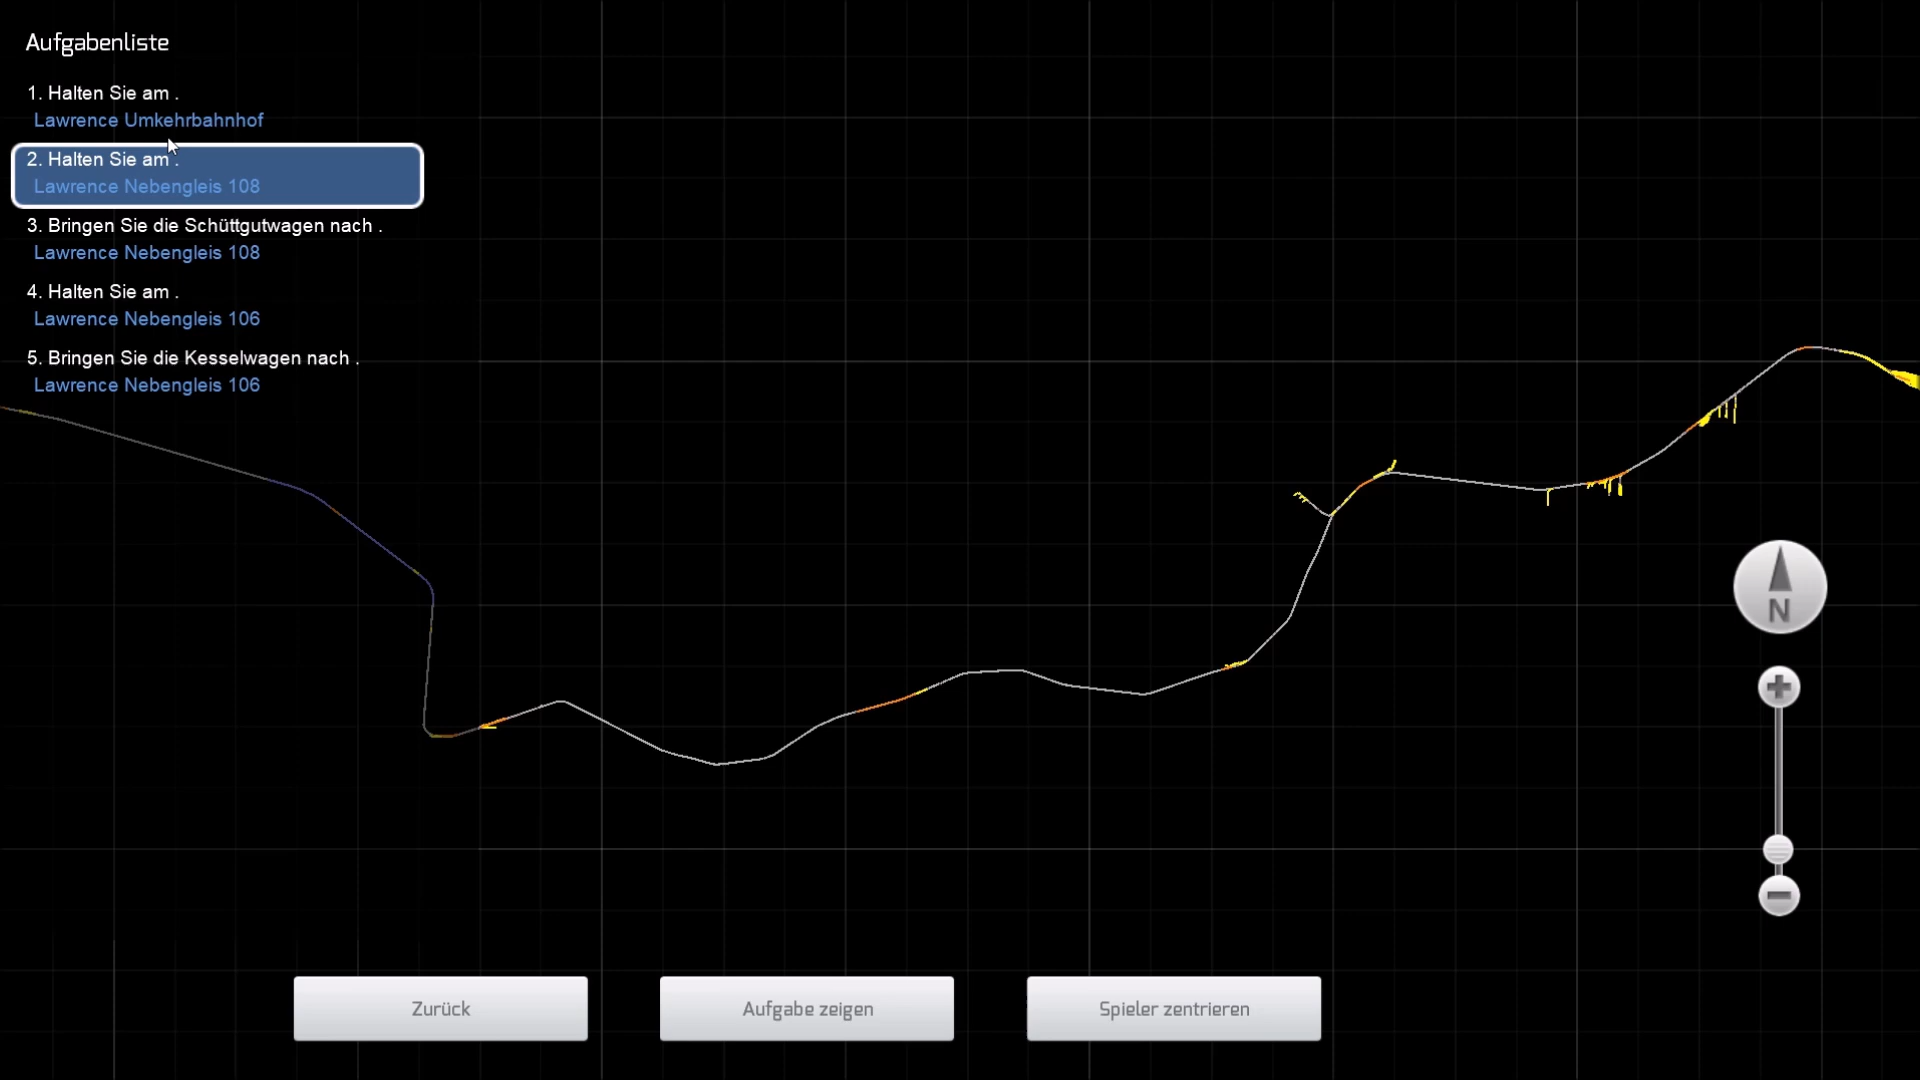 Aufgabenliste
1. Halten Sie am .
Lawrence Umkehrbahnhof
2. Halten Sie am .
Lawrence Nebengleis 108
3. Bringen Sie die Schüttgutwagen nach .
Lawrence Nebengleis 108
4. Halten Sie am .
Lawrence Nebengleis 106
5. Bringen Sie die Kesselwagen nach .
Lawrence Nebengleis 106
N
Zurück
Aufgabe zeigen
Spieler zentrieren